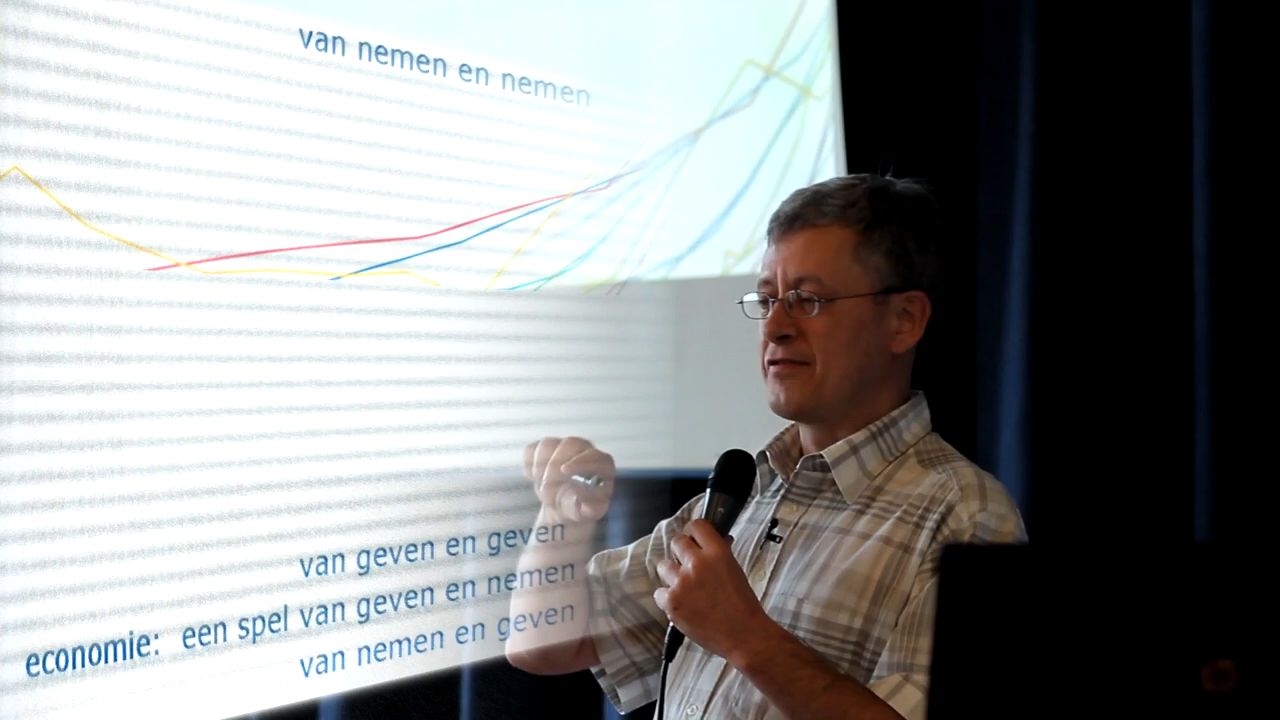 van nemen en nemen
van geven en geven
economie: een spel van geven en nemen
van nemen en geven